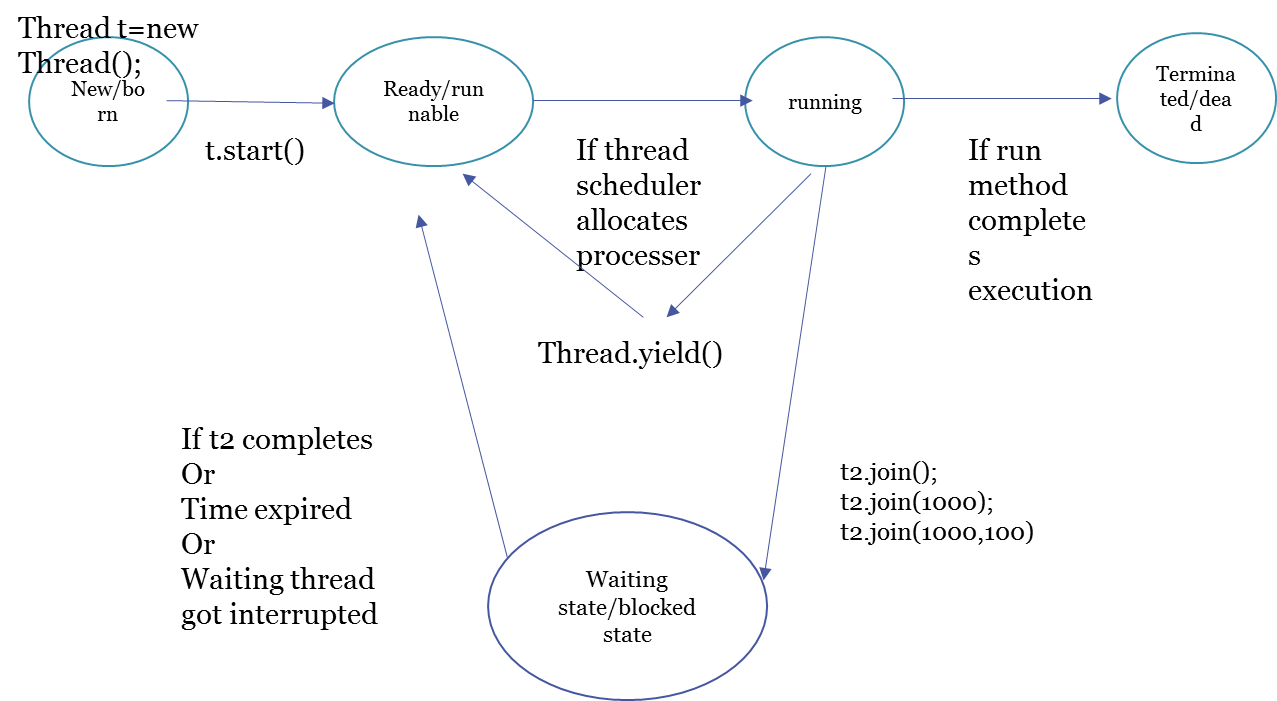 Thread t=new
Thread();
New/bo
rn
t.start()
Ready/run
nable
If thread
scheduler
allocates
processer
running
If run
method
complete
s
execution
Termina
ted/dea
d
Thread.yield()
If t2 completes
Or
Time expired
Or
Waiting thread
got interrupted
t2.join();
t2.join(1000);
t2.join(1000,100)
Waiting
state/blocked
state